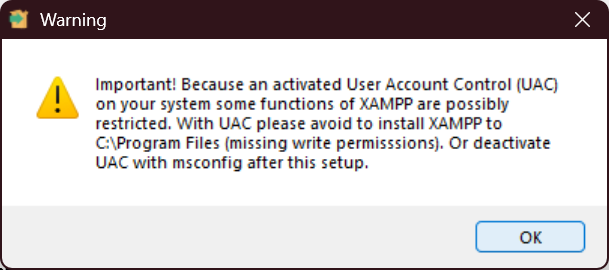 Warning
Important! Because an activated User Account Control (UAC)
on your system some functions of XAMPP are possibly
restricted. With UAC please avoid to install XAMPP to
C:\Program Files (missing write permisssions). Or deactivate
UAC with msconfig after this setup.
OK